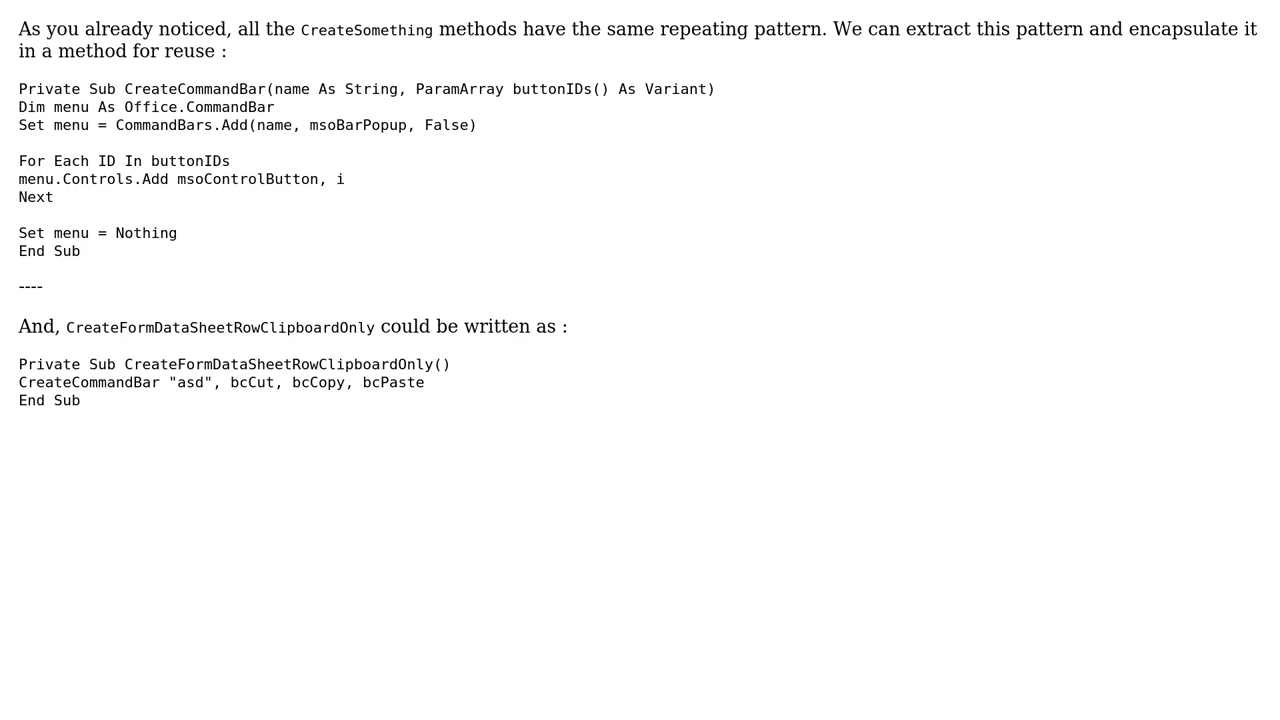 As you already noticed, all the CreateSomething methods have the same repeating pattern. We can extract this pattern and encapsulate it
in a method for reuse :
Private Sub CreateCommandBar(name As String, ParamArray buttonIDs() As Variant)
Dim menu As Office.CommandBar
Set menu = CommandBars.Add(name, msoBarPopup, False)
For Each ID In buttonIDs
menu.Controls.Add msoControlButton, i
Next
Set menu = Nothing
End Sub
----
And, CreateFormDataSheetRowClipboardOnly could be written as :
Private Sub CreateFormDataSheetRowClipboardOnly()
CreateCommandBar "asd", bcCut, bcCopy, bcPaste
End Sub